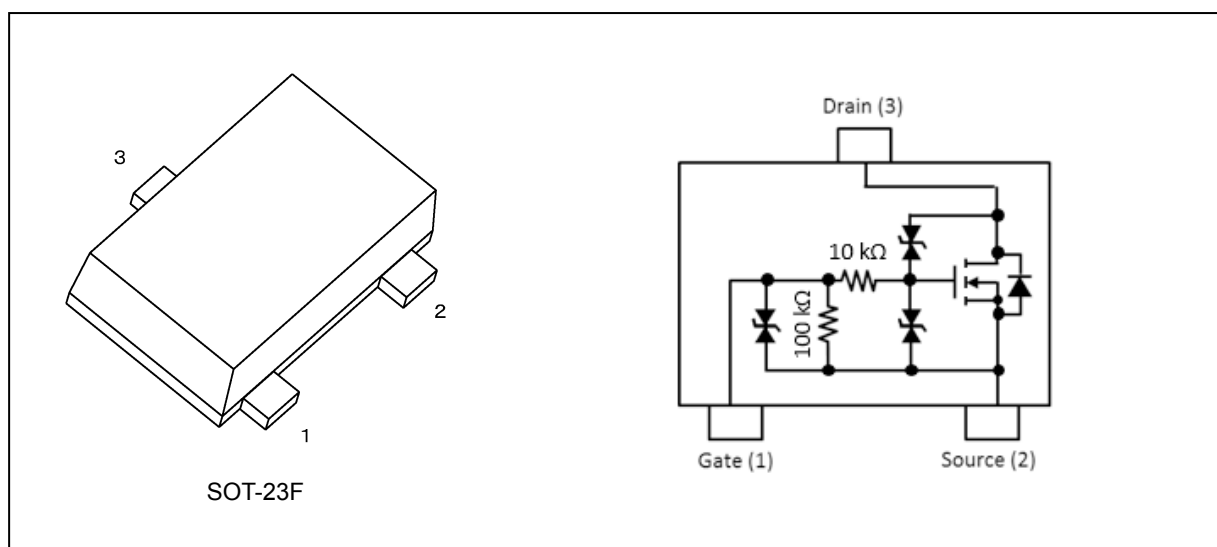 3
2
1
SOT-23F
Drain (3)
10 kΩ
100 kΩ
Gate (1)
Source (2)